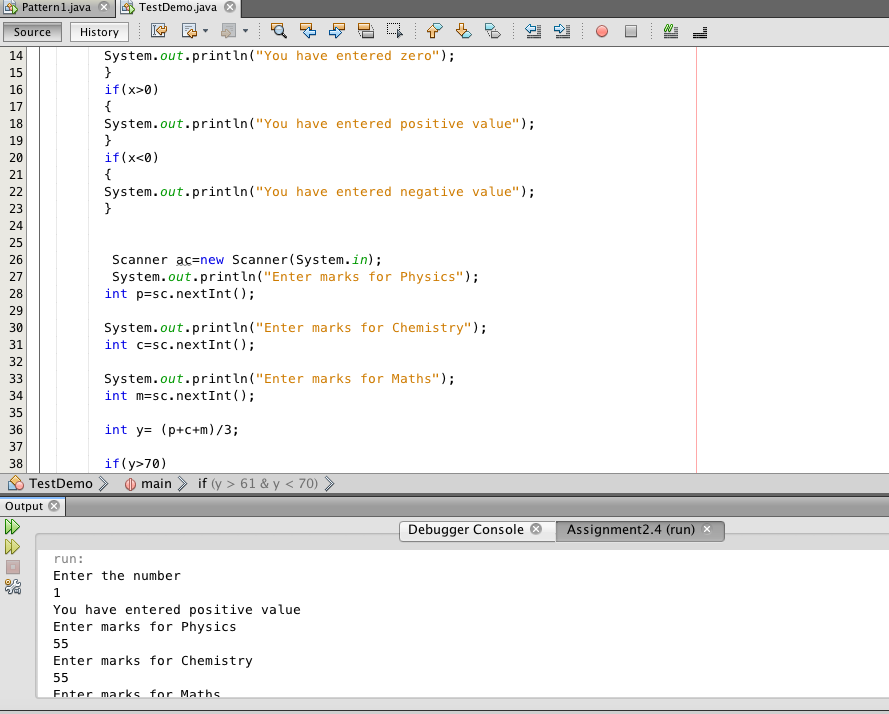 Pattern1.java TestDemo.java
Source History
14 System.out.println("You have entered zero");
15 }
16 if(x>0)
17 {
18 System.out.println("You have entered positive value");
19 }
20 if(x<0)
21 {
22 System.out.println("You have entered negative value");
23 }
24
25
26 Scanner ac=new Scanner(System.in);
27 System.out.println("Enter marks for Physics");
28 int p=sc.nextInt();
29
30 System.out.println("Enter marks for Chemistry");
31 int c=sc.nextInt();
32
33 System.out.println("Enter marks for Maths");
34 int m=sc.nextInt();
35
36 int y= (p+c+m)/3;
37
38 if(y>70)
TestDemo main if (y > 61 & y < 70)
Output
Debugger Console Assignment2.4 (run)
run:
Enter the number
1
You have entered positive value
Enter marks for Physics
55
Enter marks for Chemistry
55
Enter marks for Maths